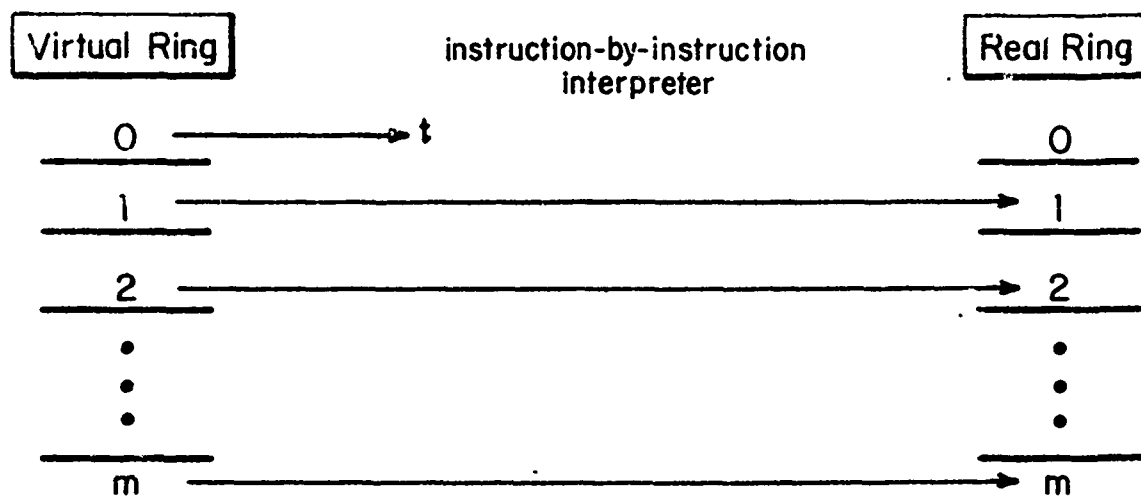 Virtual Ring
instruction-by-instruction
interpreter
Real Ring
0 t 0
1 1
2 2
m m